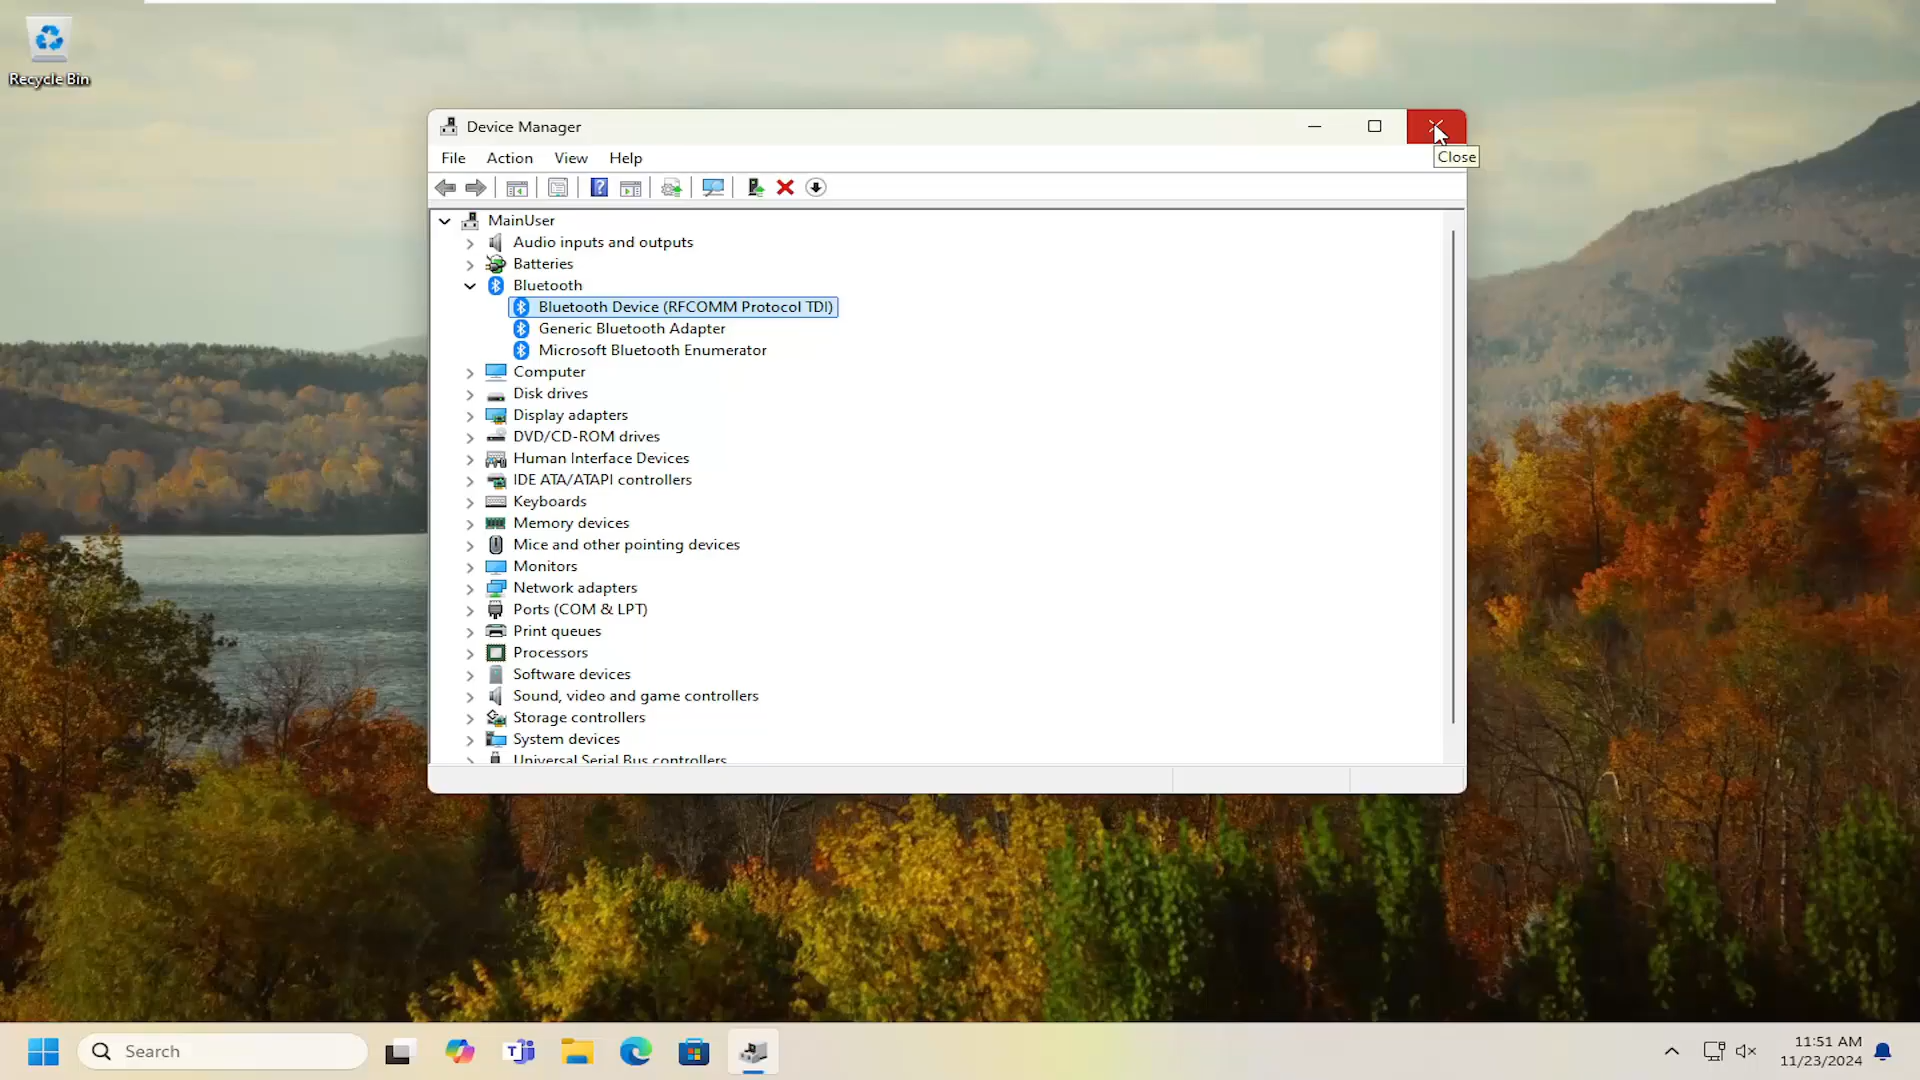 Recycle Bin
Device Manager
Close
File Action View Help
MainUser
Audio inputs and outputs
Batteries
Bluetooth
Bluetooth Device (RFCOMM Protocol TDI)
Generic Bluetooth Adapter
Microsoft Bluetooth Enumerator
Computer
Disk drives
Display adapters
DVD/CD-ROM drives
Human Interface Devices
IDE ATA/ATAPI controllers
Keyboards
Memory devices
Mice and other pointing devices
Monitors
Network adapters
Ports (COM & LPT)
Print queues
Processors
Software devices
Sound, video and game controllers
Storage controllers
System devices
Universal Serial Bus controllers
Search
11:51 AM
11/23/2024